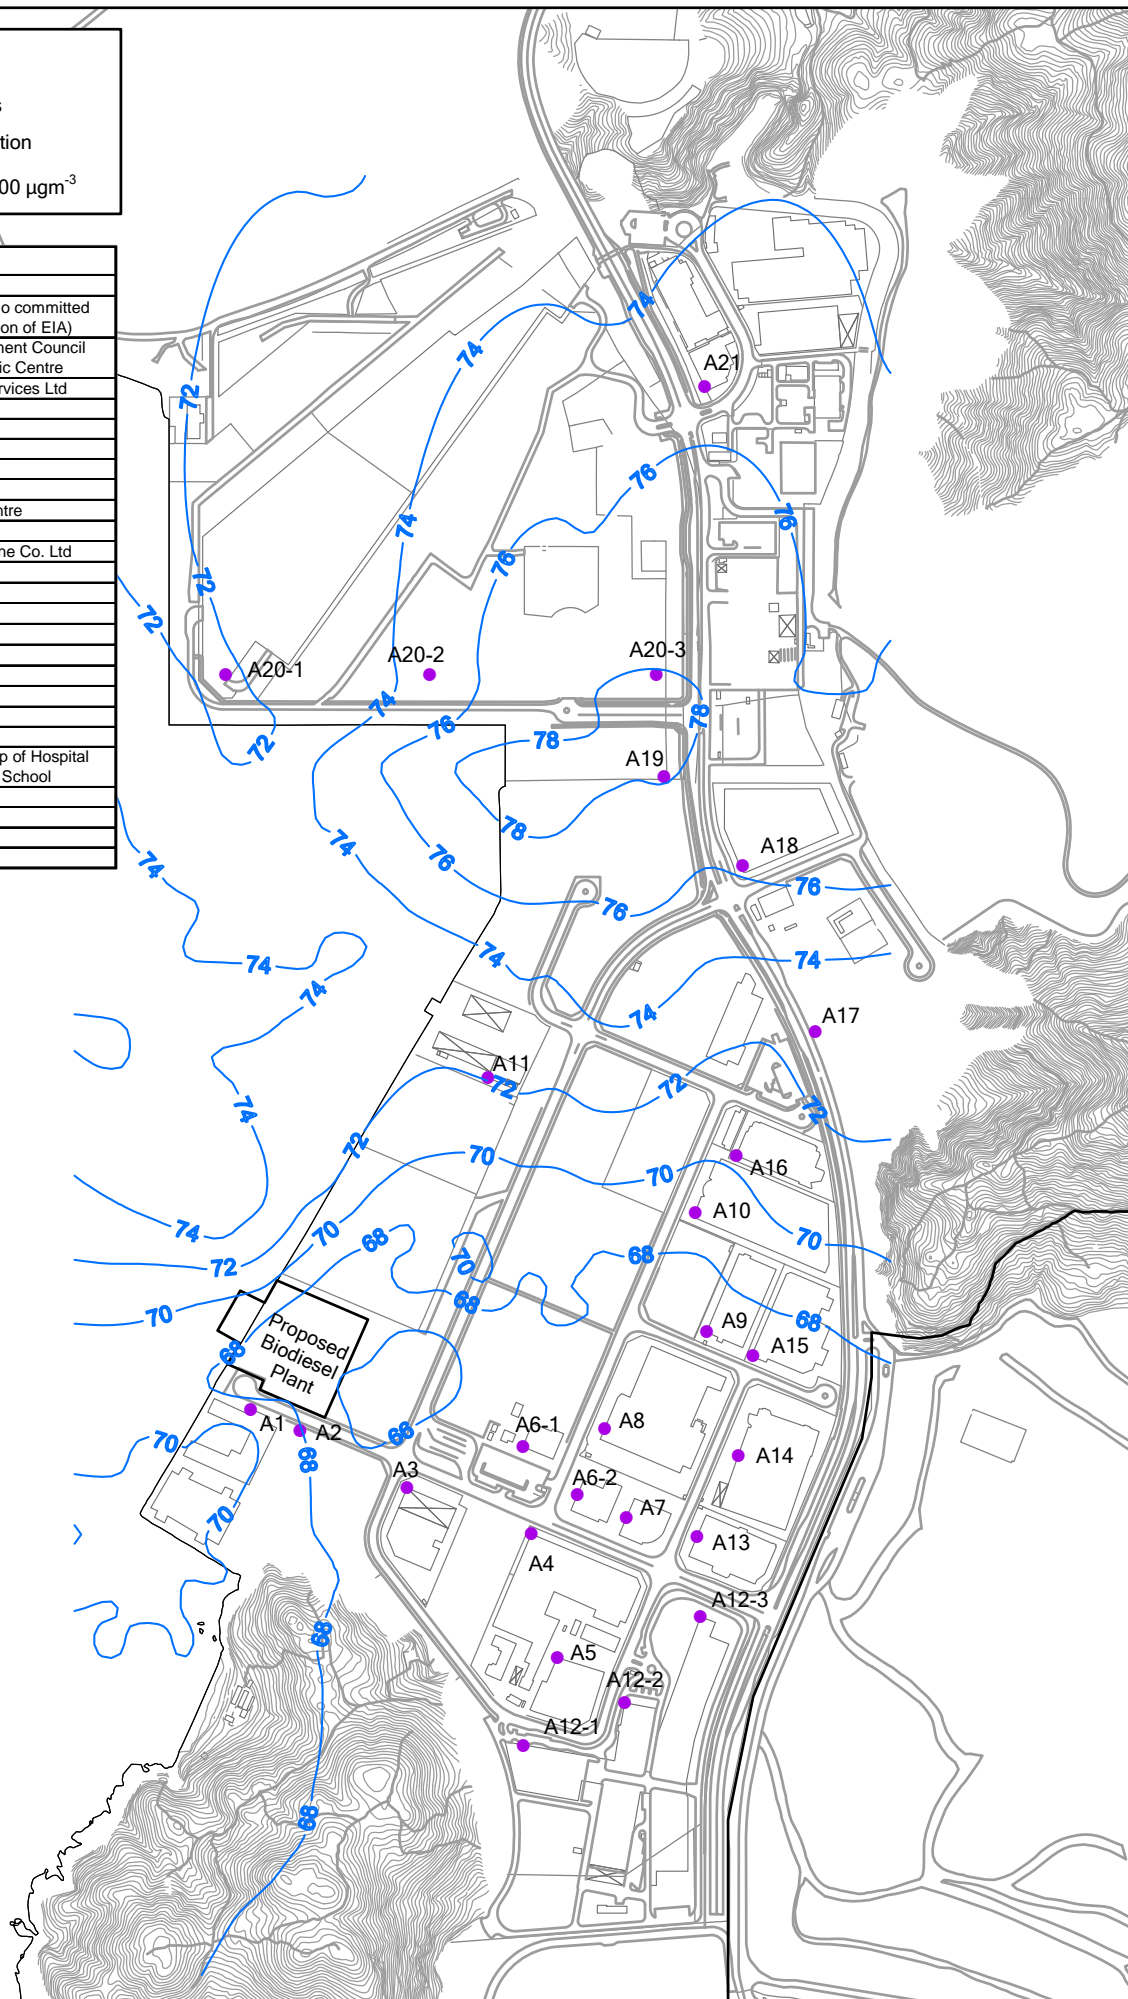 s
tion
00 µgm-3
o committed
on of EIA)
nent Council
ic Centre
rvices Ltd
ntre
ne Co. Ltd
p of Hospital
School
74
A21
74
72
76
74
76
76
72
72
A20-1
A20-2
A20-3
74
76
78
78
72
A19
78
74
76
A18
74
76
76
74
74
74
74
74
A17
A11
72
72
74
72
72
70
A16
70
A10
74
70
68
70
68
70
72
68
70
68
A9
A15
68
Proposed
Biodiesel
Plant
A1
A2
66
A6-1
A8
70
68
A14
A3
A6-2
A7
70
A4
A13
A12-3
68
A5
A12-2
A12-1
68